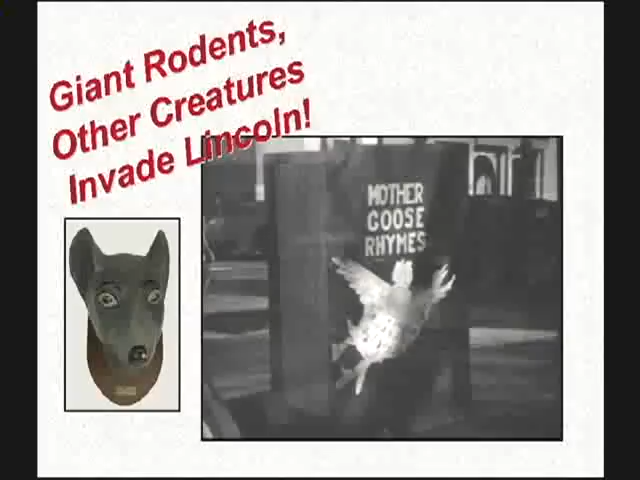 Giant Rodents,
Other Creatures
Invade Lincoln!
MOTHER
GOOSE
RHYMES